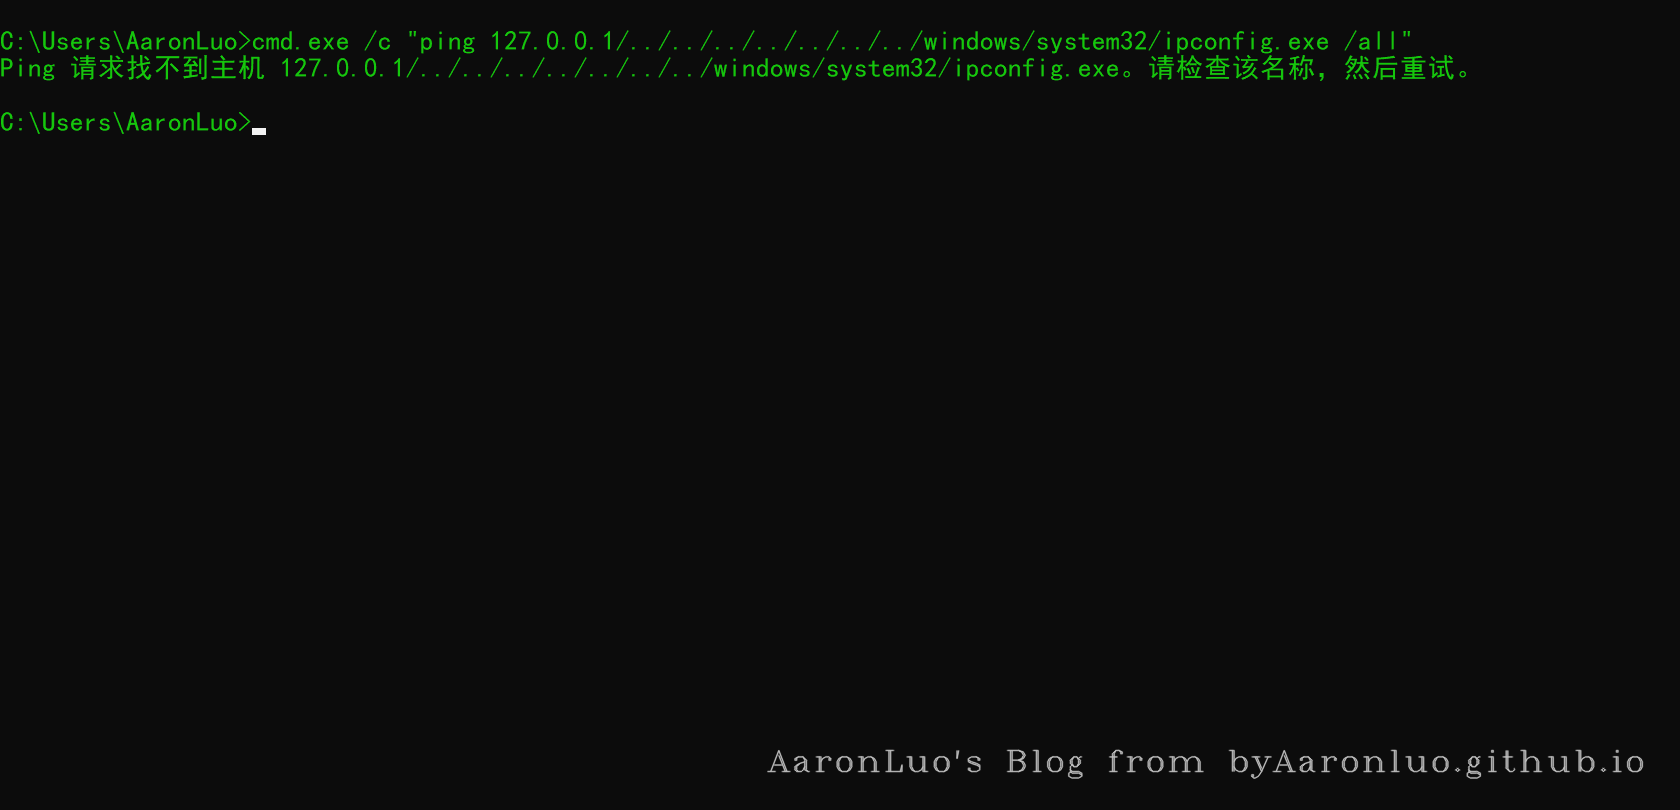 C:\Users\AaronLuo>cmd.exe /c "ping 127.0.0.1/../../../../../../../windows/system32/ipconfig.exe /all"
Ping 请求找不到主机 127.0.0.1/../../../../../../../windows/system32/ipconfig.exe。请检查该名称，然后重试。
C:\Users\AaronLuo>
AaronLuo's Blog from byAaronluo.github.io